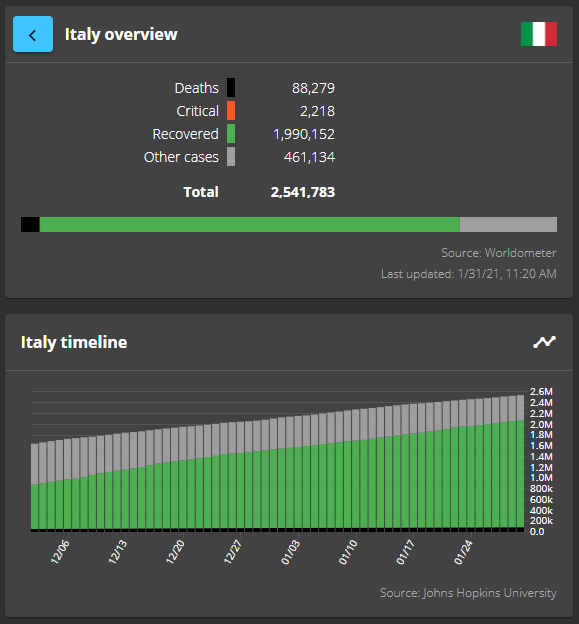 Italy overview
Deaths 88,279
Critical 2,218
Recovered 1,990,152
Other cases 461,134
Total 2,541,783
Source: Worldometer
Last updated: 1/31/21, 11:20 AM
Italy timeline
2.6M
2.4M
2.2M
2.0M
1.8M
1.6M
1.4M
1.2M
1.0M
800k
600k
400k
200k
0.0
12/06 12/13 12/20 12/27 01/03 01/10 01/17 01/24
Source: Johns Hopkins University